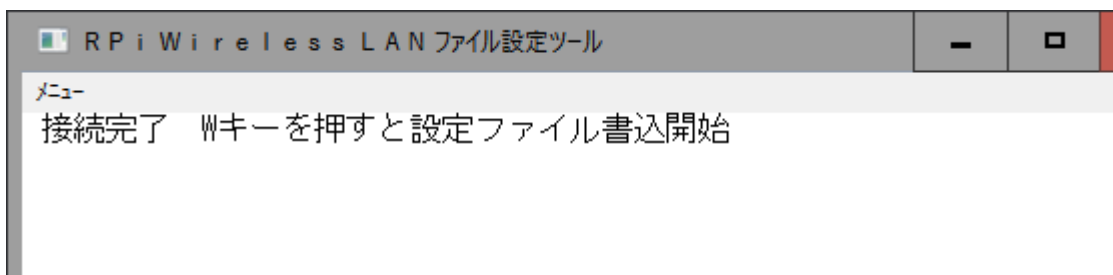 ＲＰｉＷｉｒｅｌｅｓｓＬＡＮファイル設定ツール
メニュー
接続完了　Wキーを押すと設定ファイル書込開始